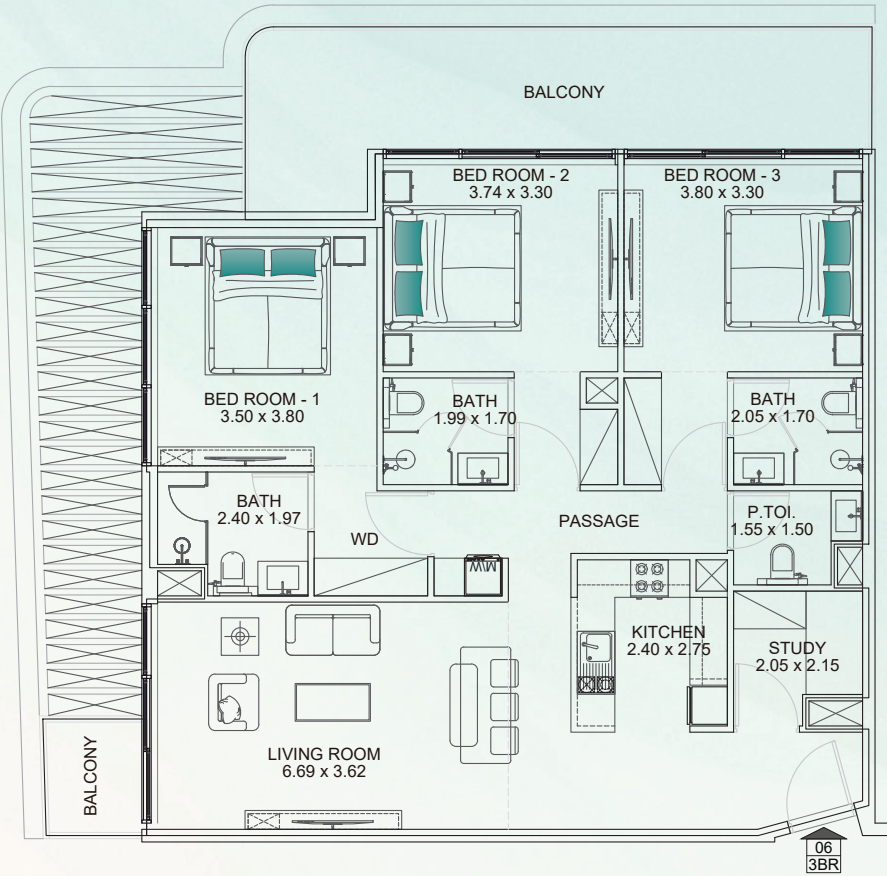 BALCONY
BED ROOM - 2
3.74 x 3.30
BED ROOM - 3
3.80 x 3.30
BED ROOM - 1
3.50 x 3.80
BATH
1.99 x 1.70
BATH
2.05 x 1.70
BATH
2.40 x 1.97
WD
PASSAGE
P.TOI.
1.55 x 1.50
WM
KITCHEN
2.40 x 2.75
STUDY
2.05 x 2.15
LIVING ROOM
6.69 x 3.62
BALCONY
06
3BR